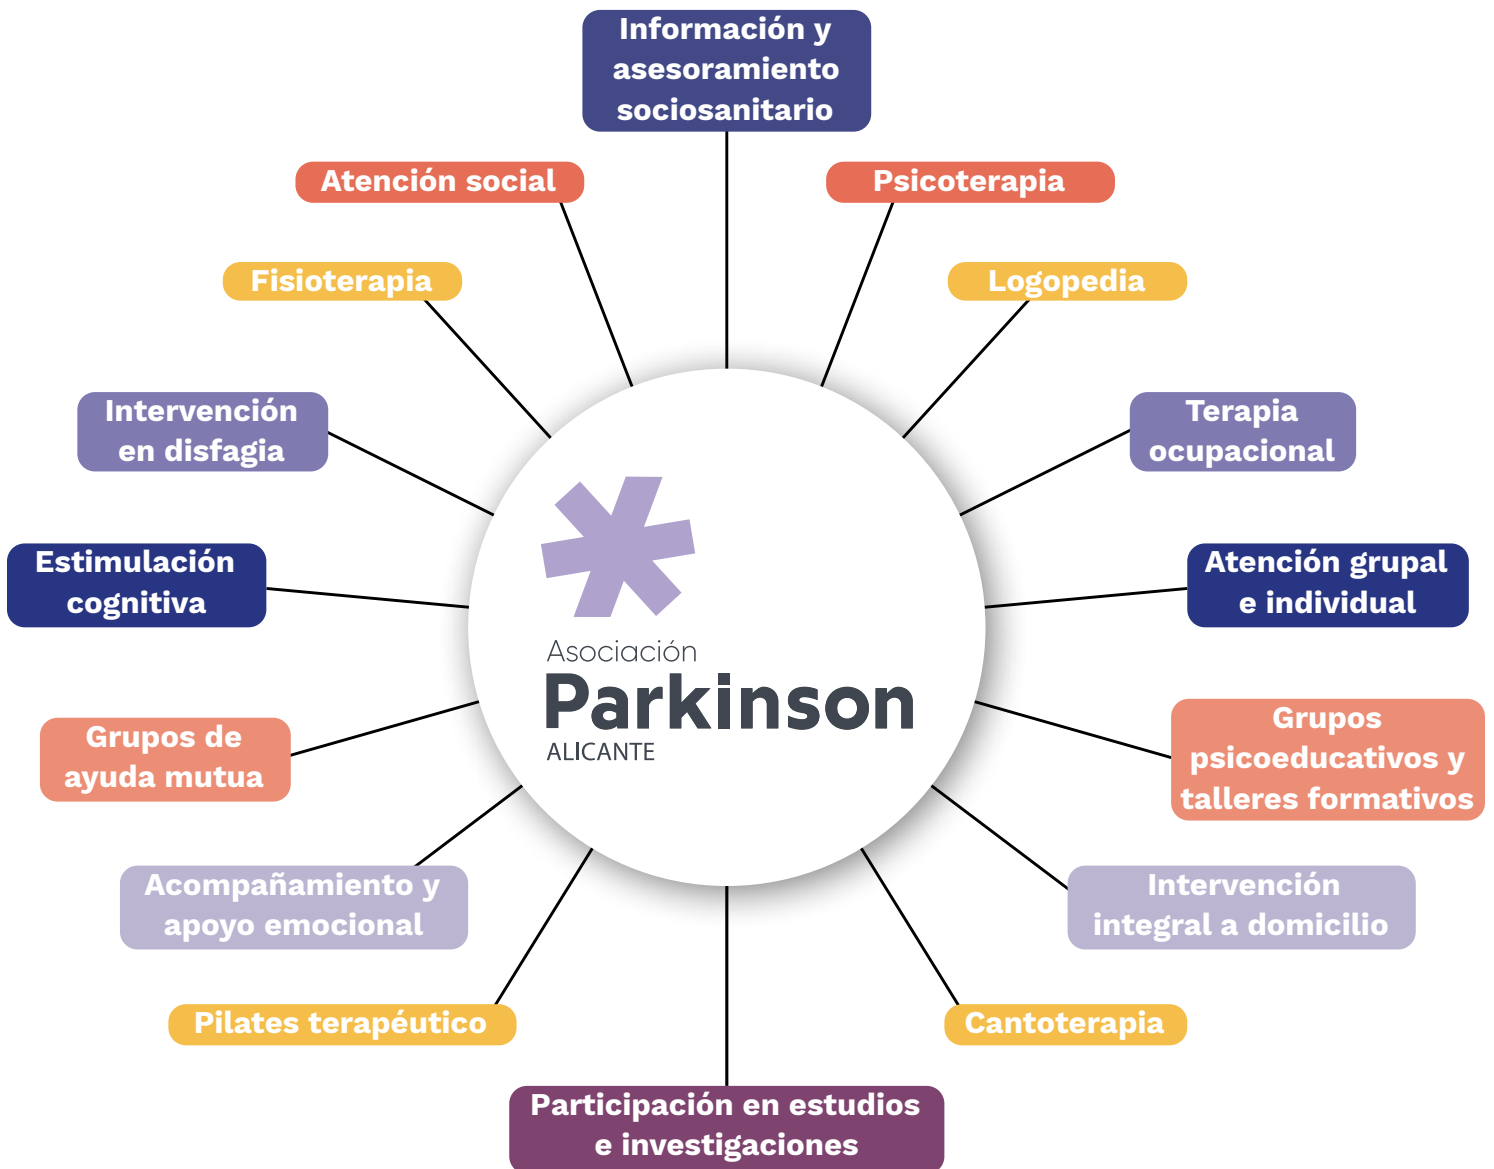 Información y
asesoramiento
sociosanitario
Atención social
Psicoterapia
Fisioterapia
Logopedia
Intervención
en disfagia
Terapia
ocupacional
Estimulación
cognitiva
Atención grupal
e individual
Asociación
Parkinson
ALICANTE
Grupos de
ayuda mutua
Grupos
psicoeducativos y
talleres formativos
Acompañamiento y
apoyo emocional
Intervención
integral a domicilio
Pilates terapéutico
Cantoterapia
Participación en estudios
e investigaciones